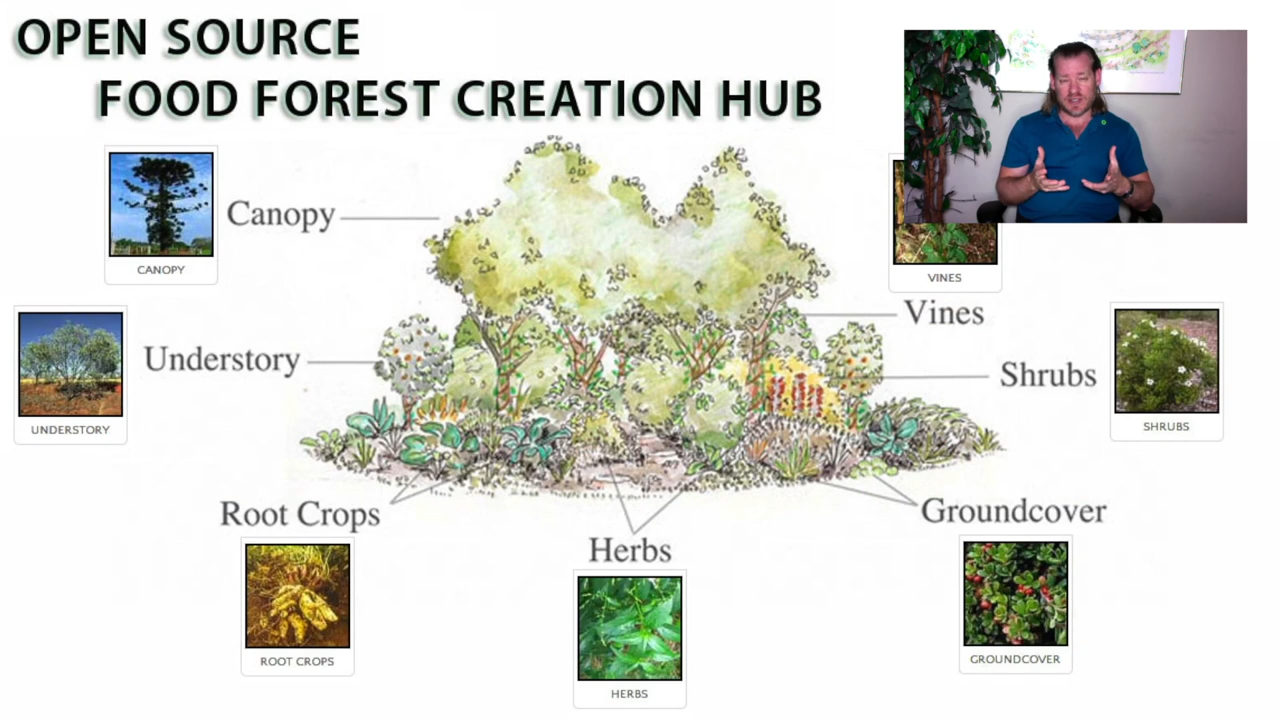 OPEN SOURCE
FOOD FOREST CREATION HUB
Canopy
CANOPY
VINES
Vines
Understory
UNDERSTORY
Shrubs
SHRUBS
Root Crops
ROOT CROPS
Herbs
HERBS
Groundcover
GROUNDCOVER